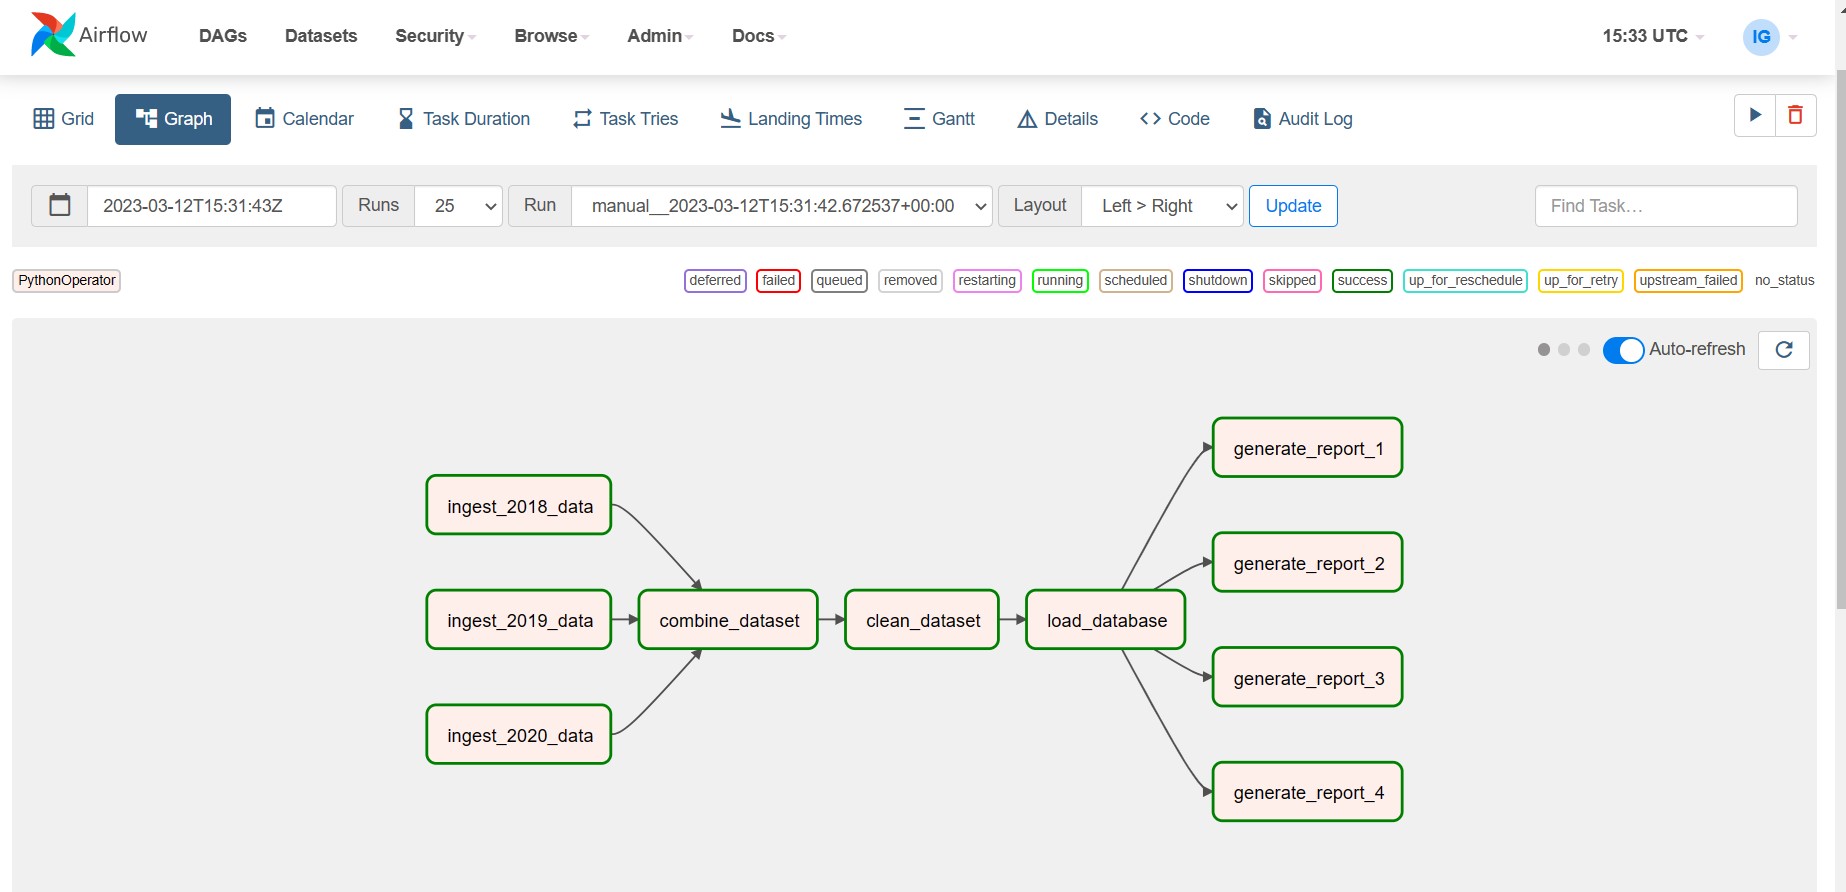 Airflow DAGs Datasets Security Browse Admin Docs 15:33 UTC IG
Grid Graph Calendar Task Duration Task Tries Landing Times Gantt Details Code Audit Log
2023-03-12T15:31:43Z Runs 25 Run manual__2023-03-12T15:31:42.672537+00:00 Layout Left > Right Update Find Task…
PythonOperator deferred failed queued removed restarting running scheduled shutdown skipped success up_for_reschedule up_for_retry upstream_failed no_status
Auto-refresh
generate_report_1
ingest_2018_data
generate_report_2
ingest_2019_data combine_dataset clean_dataset load_database
generate_report_3
ingest_2020_data
generate_report_4